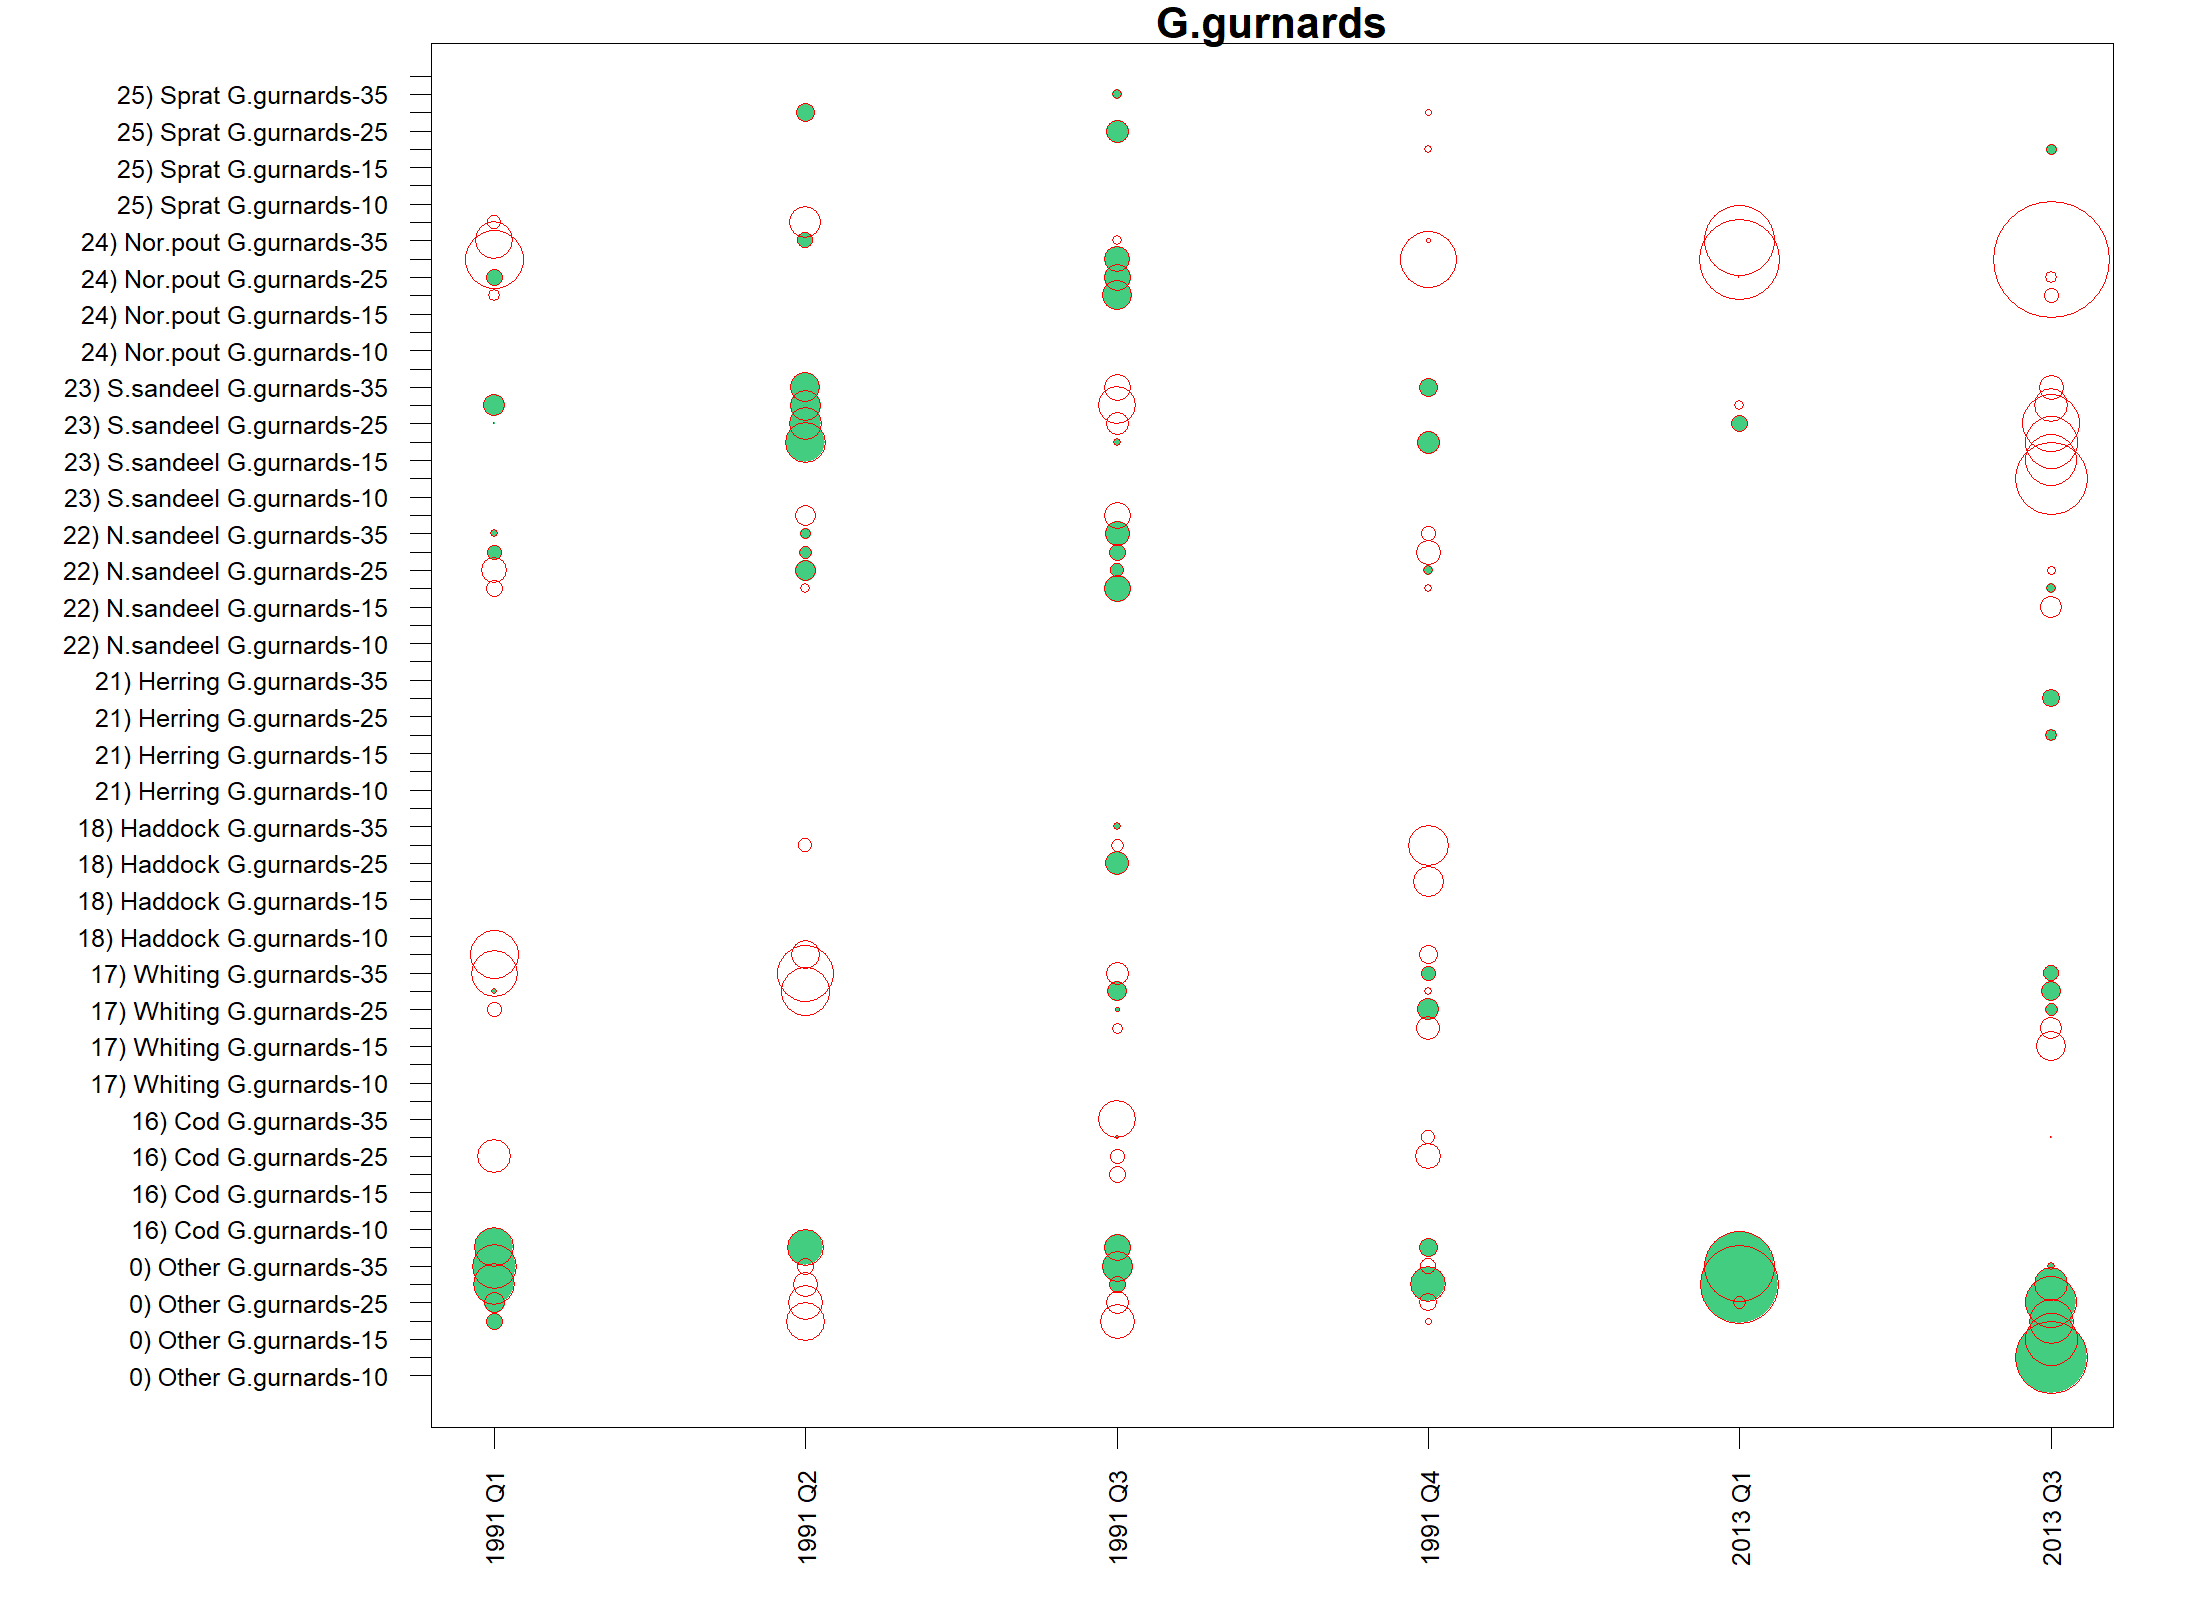 G.gurnards
25) Sprat G.gurnards-35
25) Sprat G.gurnards-25
25) Sprat G.gurnards-15
25) Sprat G.gurnards-10
24) Nor.pout G.gurnards-35
24) Nor.pout G.gurnards-25
24) Nor.pout G.gurnards-15
24) Nor.pout G.gurnards-10
23) S.sandeel G.gurnards-35
23) S.sandeel G.gurnards-25
23) S.sandeel G.gurnards-15
23) S.sandeel G.gurnards-10
22) N.sandeel G.gurnards-35
22) N.sandeel G.gurnards-25
22) N.sandeel G.gurnards-15
22) N.sandeel G.gurnards-10
21) Herring G.gurnards-35
21) Herring G.gurnards-25
21) Herring G.gurnards-15
21) Herring G.gurnards-10
18) Haddock G.gurnards-35
18) Haddock G.gurnards-25
18) Haddock G.gurnards-15
18) Haddock G.gurnards-10
17) Whiting G.gurnards-35
17) Whiting G.gurnards-25
17) Whiting G.gurnards-15
17) Whiting G.gurnards-10
16) Cod G.gurnards-35
16) Cod G.gurnards-25
16) Cod G.gurnards-15
16) Cod G.gurnards-10
0) Other G.gurnards-35
0) Other G.gurnards-25
0) Other G.gurnards-15
0) Other G.gurnards-10
1991 Q1
1991 Q2
1991 Q3
1991 Q4
2013 Q1
2013 Q3